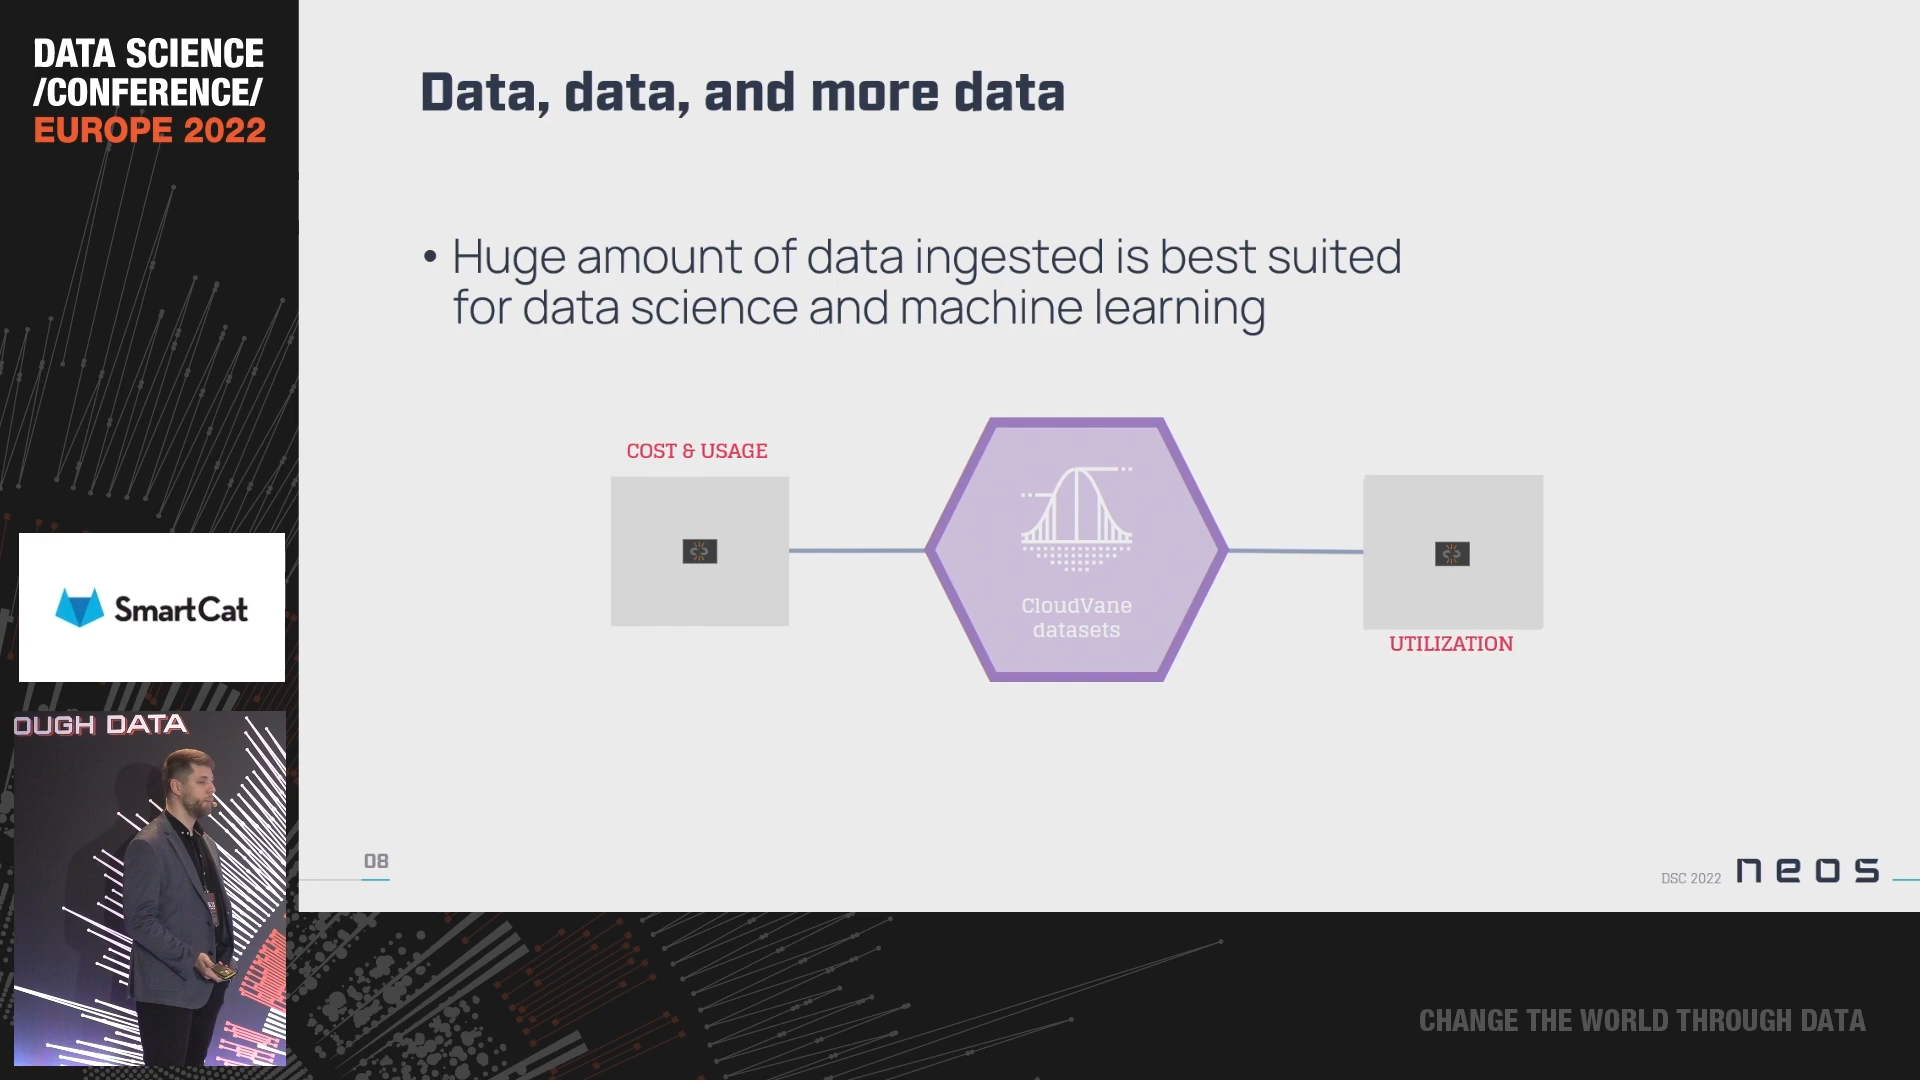 DATA SCIENCE
/CONFERENCE/
EUROPE 2022
Data, data, and more data
• Huge amount of data ingested is best suited
for data science and machine learning
COST & USAGE
CloudVane
datasets
UTILIZATION
SmartCat
OUGH DATA
08
DSC 2022
neos
CHANGE THE WORLD THROUGH DATA